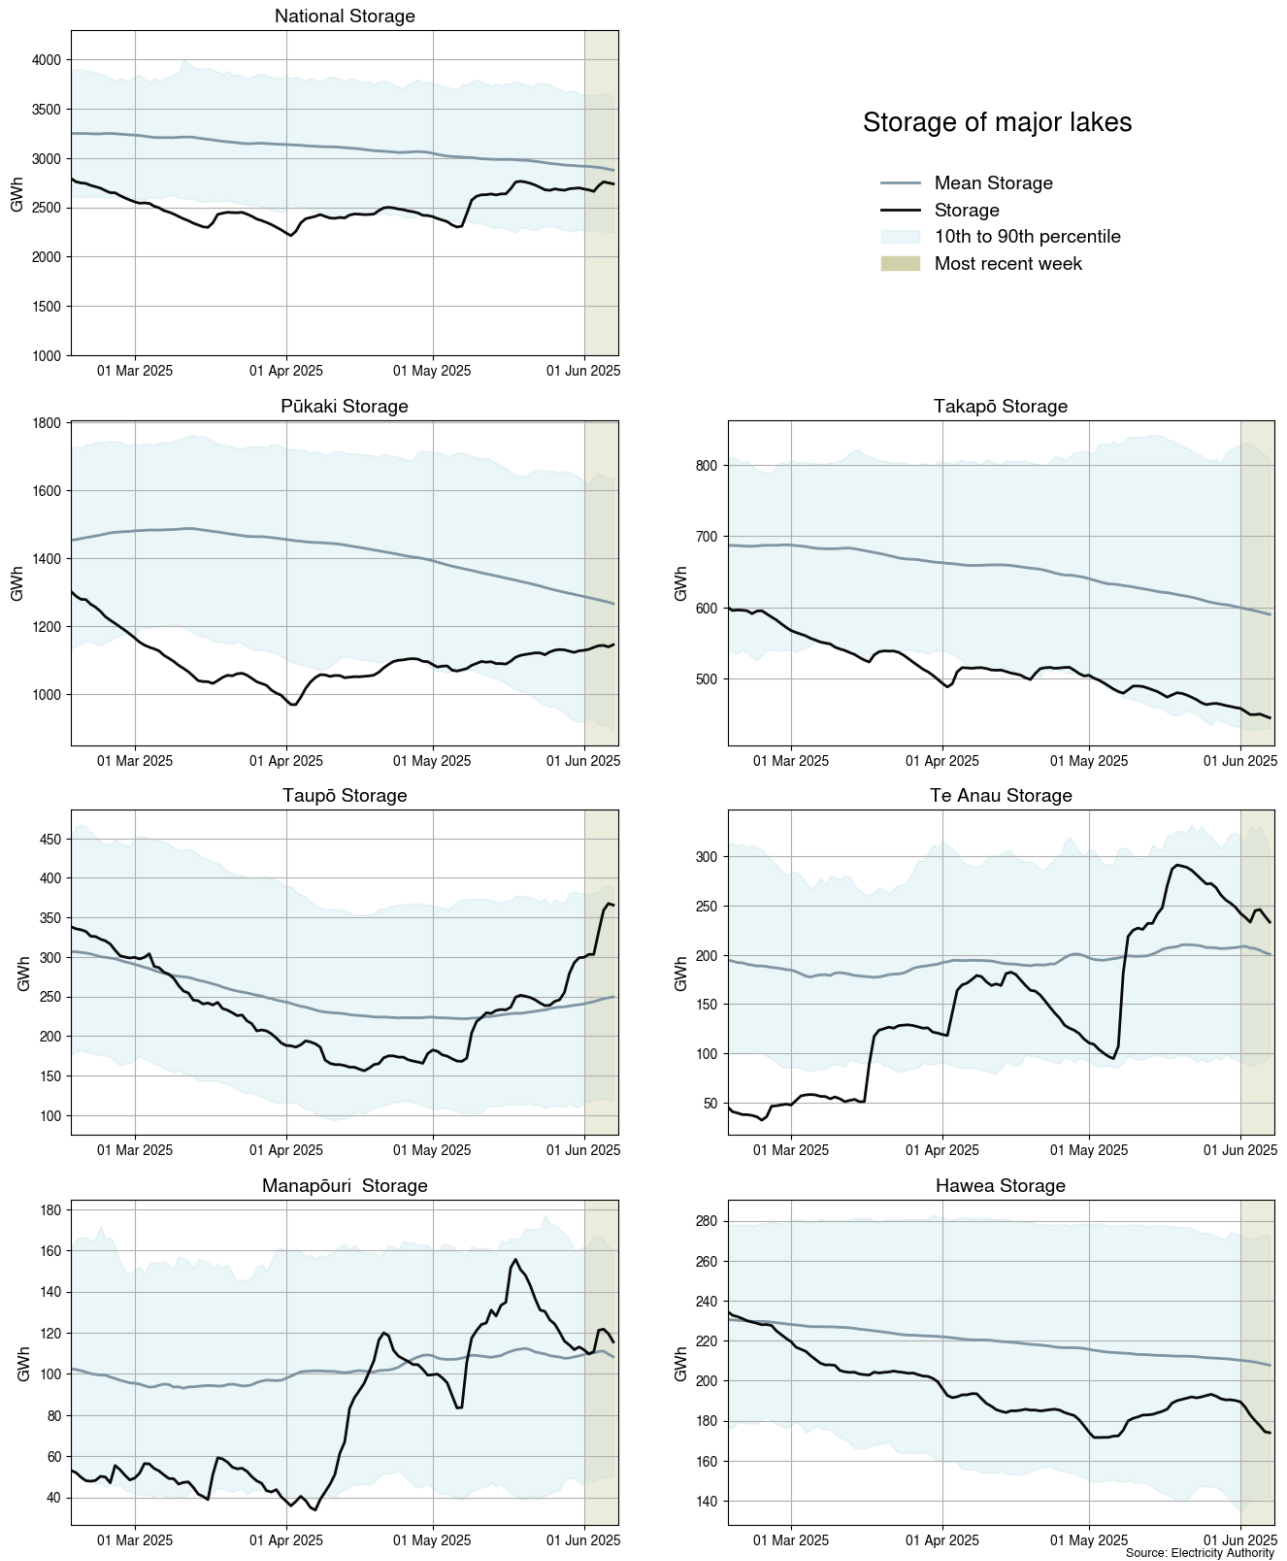 National Storage
GWh
4000
3500
3000
2500
2000
1500
1000
01 Mar 2025 01 Apr 2025 01 May 2025 01 Jun 2025
Storage of major lakes
Mean Storage
Storage
10th to 90th percentile
Most recent week
Pūkaki Storage
GWh
1800
1600
1400
1200
1000
01 Mar 2025 01 Apr 2025 01 May 2025 01 Jun 2025
Takapō Storage
GWh
800
700
600
500
01 Mar 2025 01 Apr 2025 01 May 2025 01 Jun 2025
Taupō Storage
GWh
450
400
350
300
250
200
150
100
01 Mar 2025 01 Apr 2025 01 May 2025 01 Jun 2025
Te Anau Storage
GWh
300
250
200
150
100
50
01 Mar 2025 01 Apr 2025 01 May 2025 01 Jun 2025
Manapōuri  Storage
GWh
180
160
140
120
100
80
60
40
01 Mar 2025 01 Apr 2025 01 May 2025 01 Jun 2025
Hawea Storage
GWh
280
260
240
220
200
180
160
140
01 Mar 2025 01 Apr 2025 01 May 2025 01 Jun 2025
Source: Electricity Authority